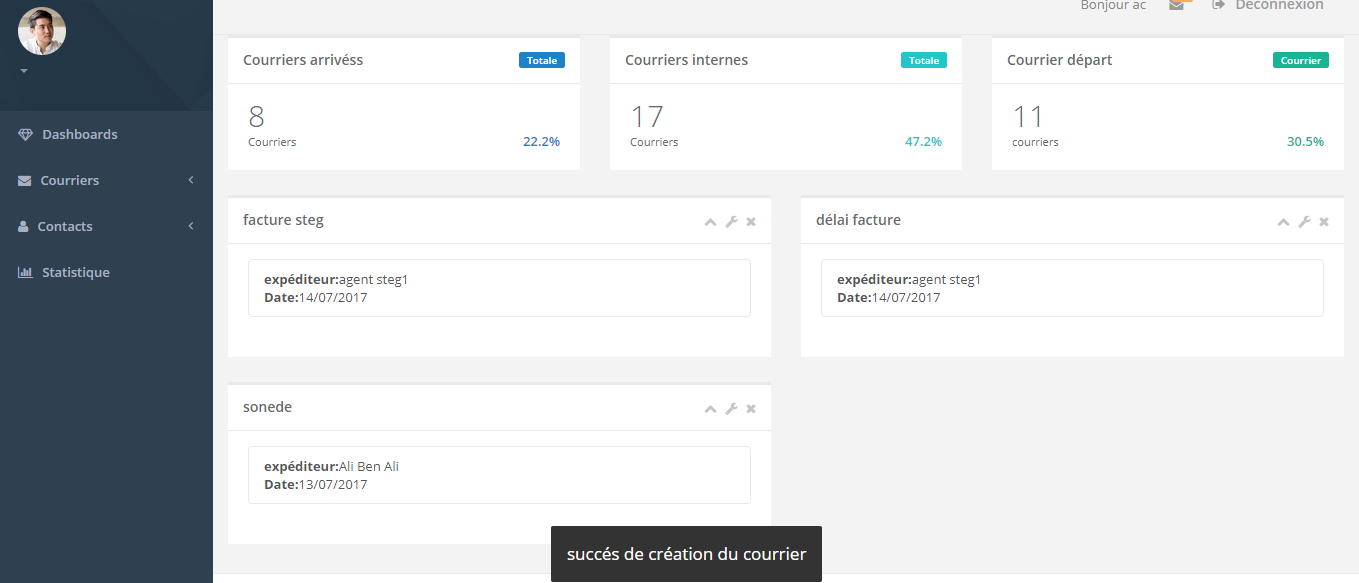 Bonjour ac
Deconnexion
Dashboards
Courriers
Contacts
Statistique
Courriers arrivéss
Totale
8
Courriers
22.2%
Courriers internes
Totale
17
Courriers
47.2%
Courrier départ
Courrier
11
courriers
30.5%
facture steg
expéditeur:agent steg1
Date:14/07/2017
délai facture
expéditeur:agent steg1
Date:14/07/2017
sonede
expéditeur:Ali Ben Ali
Date:13/07/2017
succés de création du courrier